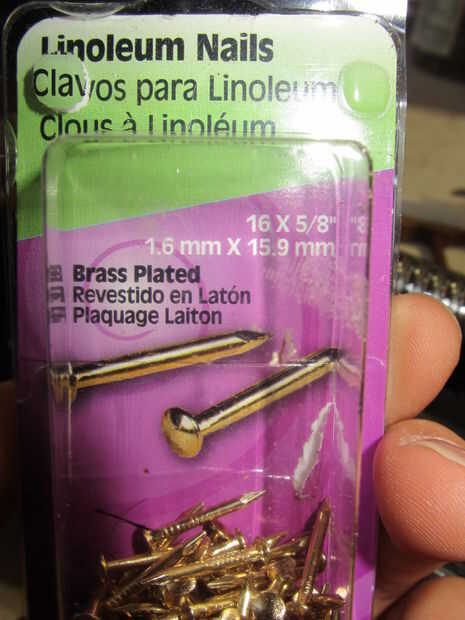 Linoleum Nails
Clavos para Linoleum
Clous à Linoléum
16 X 5/8"
1.6 mm X 15.9 mm
Brass Plated
Revestido en Latón
Plaquage Laiton